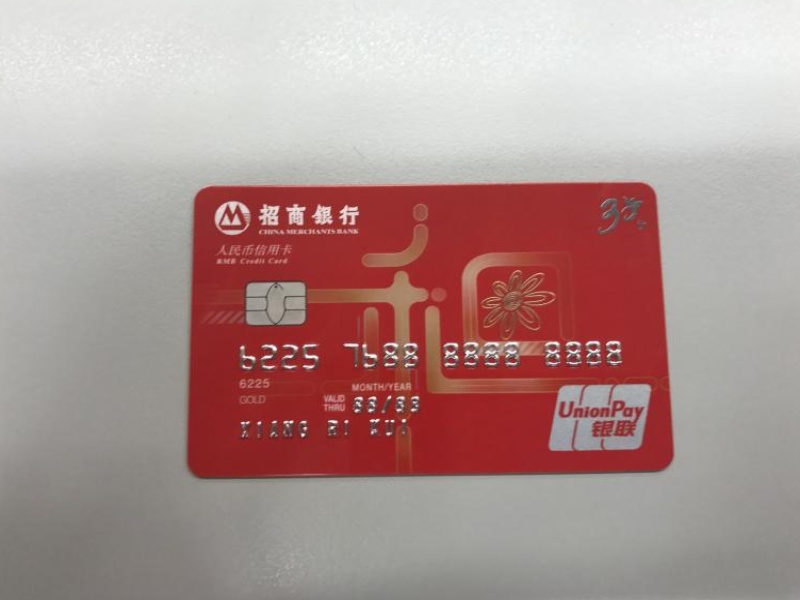 招商银行
CHINA MERCHANTS BANK
人民币信用卡
RMB Credit Card
6225 7688 8888 8888
6225
MONTH/YEAR
GOLD
VALID THRU 88/88
XIANG RI KUI
UnionPay
银联